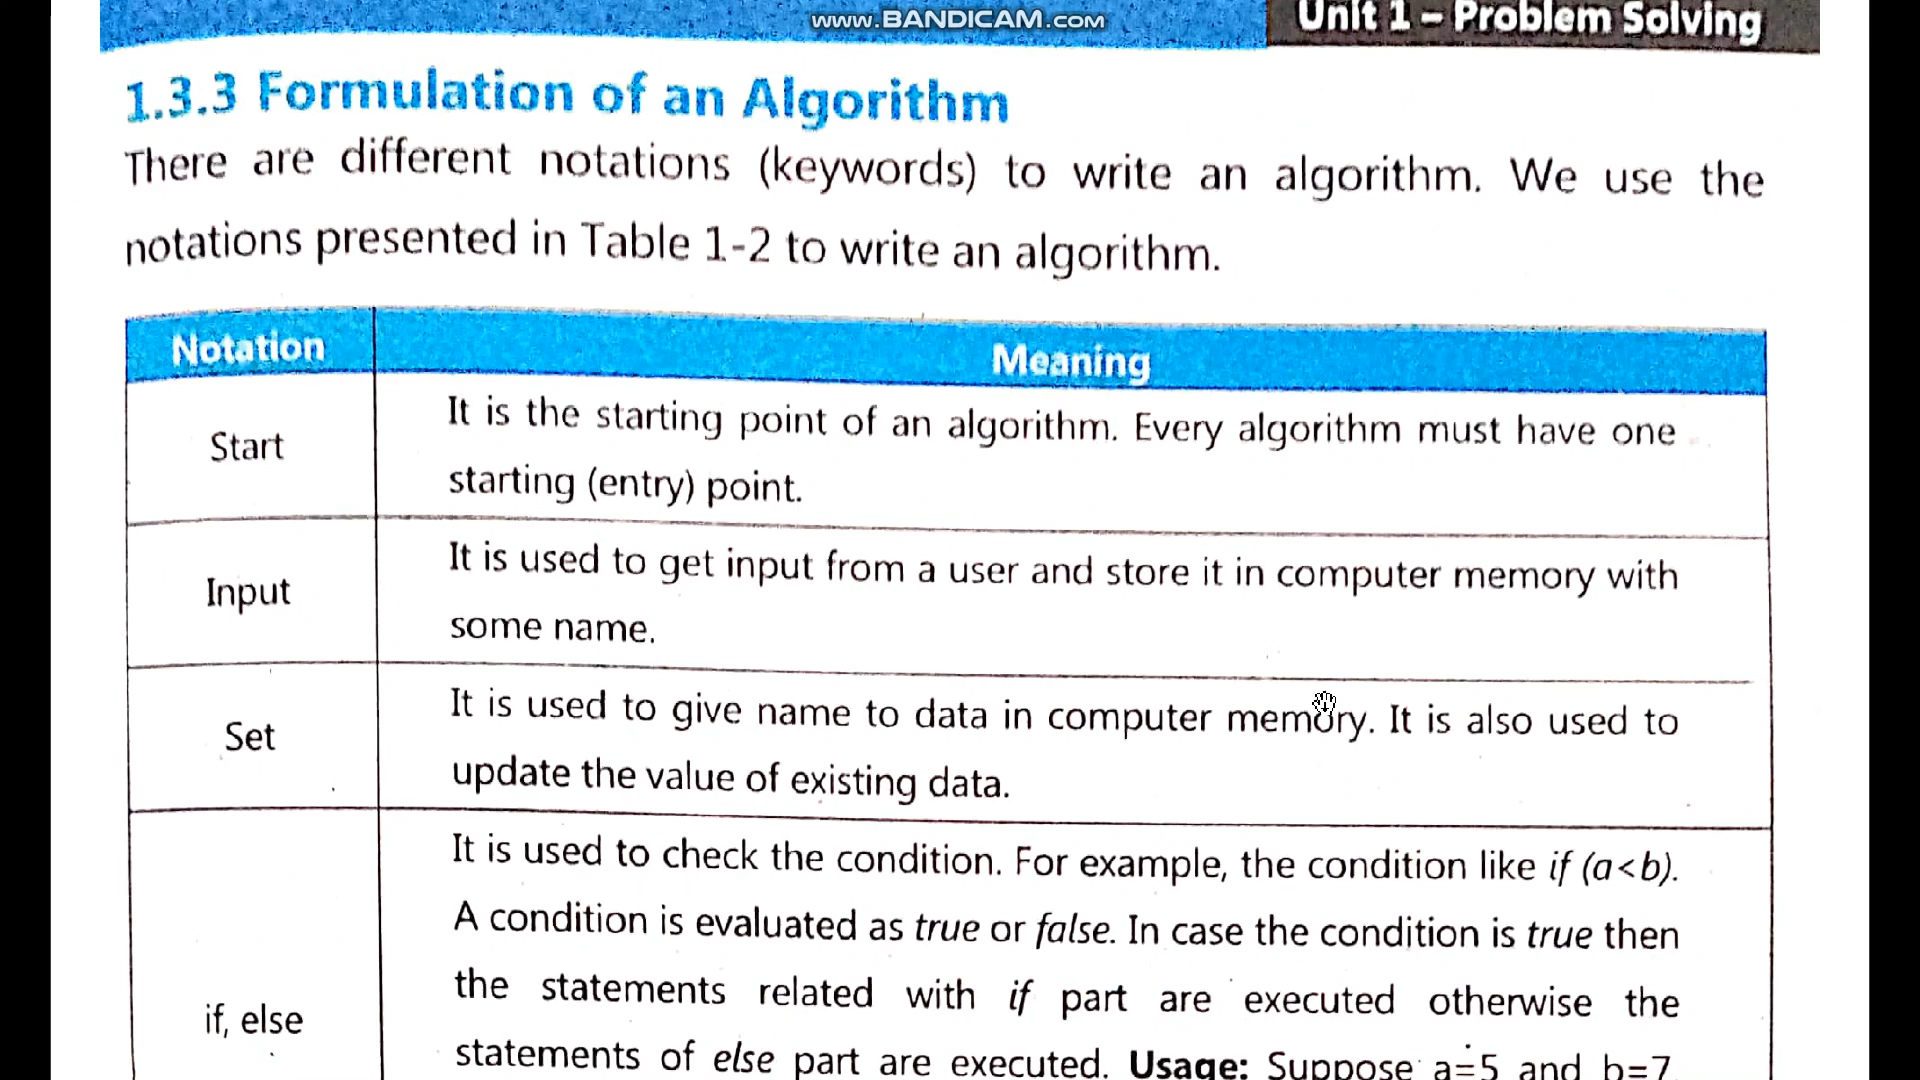 www.BANDICAM.com
Unit 1 – Problem Solving
1.3.3 Formulation of an Algorithm
There are different notations (keywords) to write an algorithm. We use the
notations presented in Table 1-2 to write an algorithm.
Notation
Meaning
Start
It is the starting point of an algorithm. Every algorithm must have one
starting (entry) point.
Input
It is used to get input from a user and store it in computer memory with
some name.
Set
It is used to give name to data in computer memory. It is also used to
update the value of existing data.
if, else
It is used to check the condition. For example, the condition like if (a<b).
A condition is evaluated as true or false. In case the condition is true then
the statements related with if part are executed otherwise the
statements of else part are executed. Usage: Suppose a=5 and b=7